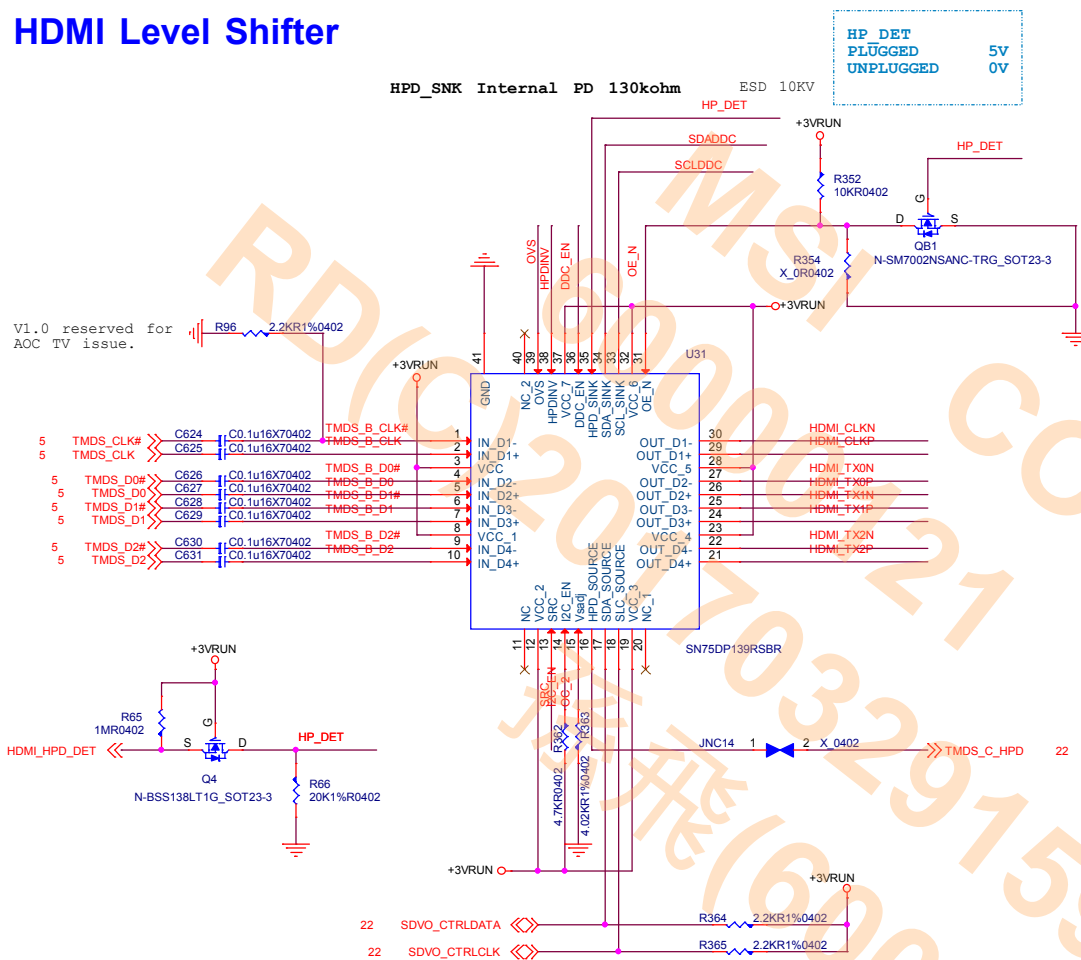 HDMI Level Shifter
HP_DET
PLUGGED 5V
UNPLUGGED 0V
HPD_SNK Internal PD 130kohm
ESD 10KV
HP_DET
SDADDC
SCLDDC
+3VRUN
R352
10KR0402
HP_DET
G
D
S
QB1
N-SM7002NSANC-TRG_SOT23-3
R354
X_0R0402
+3VRUN
OVS
HPDINV
DDC_EN
OE_N
V1.0 reserved for
AOC TV issue.
R96
2.2KR1%0402
+3VRUN
U31
41
40
39
38
37
36
35
34
33
32
31
GND
NC_2
OVS
HPDINV
VCC_7
DDC_EN
HPD_SINK
SDA_SINK
SCL_SINK
VCC_6
OE_N
5 TMDS_CLK# C624 C0.1u16X70402 TMDS_B_CLK# 1 IN_D1-
5 TMDS_CLK C625 C0.1u16X70402 TMDS_B_CLK 2 IN_D1+
3 VCC
5 TMDS_D0# C626 C0.1u16X70402 TMDS_B_D0# 4 IN_D2-
5 TMDS_D0 C627 C0.1u16X70402 TMDS_B_D0 5 IN_D2+
5 TMDS_D1# C628 C0.1u16X70402 TMDS_B_D1# 6 IN_D3-
5 TMDS_D1 C629 C0.1u16X70402 TMDS_B_D1 7 IN_D3+
8 VCC_1
5 TMDS_D2# C630 C0.1u16X70402 TMDS_B_D2# 9 IN_D4-
5 TMDS_D2 C631 C0.1u16X70402 TMDS_B_D2 10 IN_D4+
OUT_D1- 30 HDMI_CLKN
OUT_D1+ 29 HDMI_CLKP
VCC_5 28
OUT_D2- 27 HDMI_TX0N
OUT_D2+ 26 HDMI_TX0P
OUT_D3- 25 HDMI_TX1N
OUT_D3+ 24 HDMI_TX1P
VCC_4 23
OUT_D4- 22 HDMI_TX2N
OUT_D4+ 21 HDMI_TX2P
NC
VCC_2
SRC
I2C_EN
Vsadj
HPD_SOURCE
SDA_SOURCE
SLC_SOURCE
VCC_3
NC_1
11
12
13
14
15
16
17
18
19
20
SN75DP139RSBR
SRC
I2C_EN
OC_2
R362
4.7KR0402
R363
4.02KR1%0402
+3VRUN
R65
1MR0402
G
S
D
HDMI_HPD_DET
HP_DET
Q4
N-BSS138LT1G_SOT23-3
R66
20K1%R0402
JNC14
1
2
X_0402
TMDS_C_HPD 22
+3VRUN
+3VRUN
22 SDVO_CTRLDATA R364 2.2KR1%0402
22 SDVO_CTRLCLK R365 2.2KR1%0402
MSI
60000121
RD(C)2017032915
孫飛(600